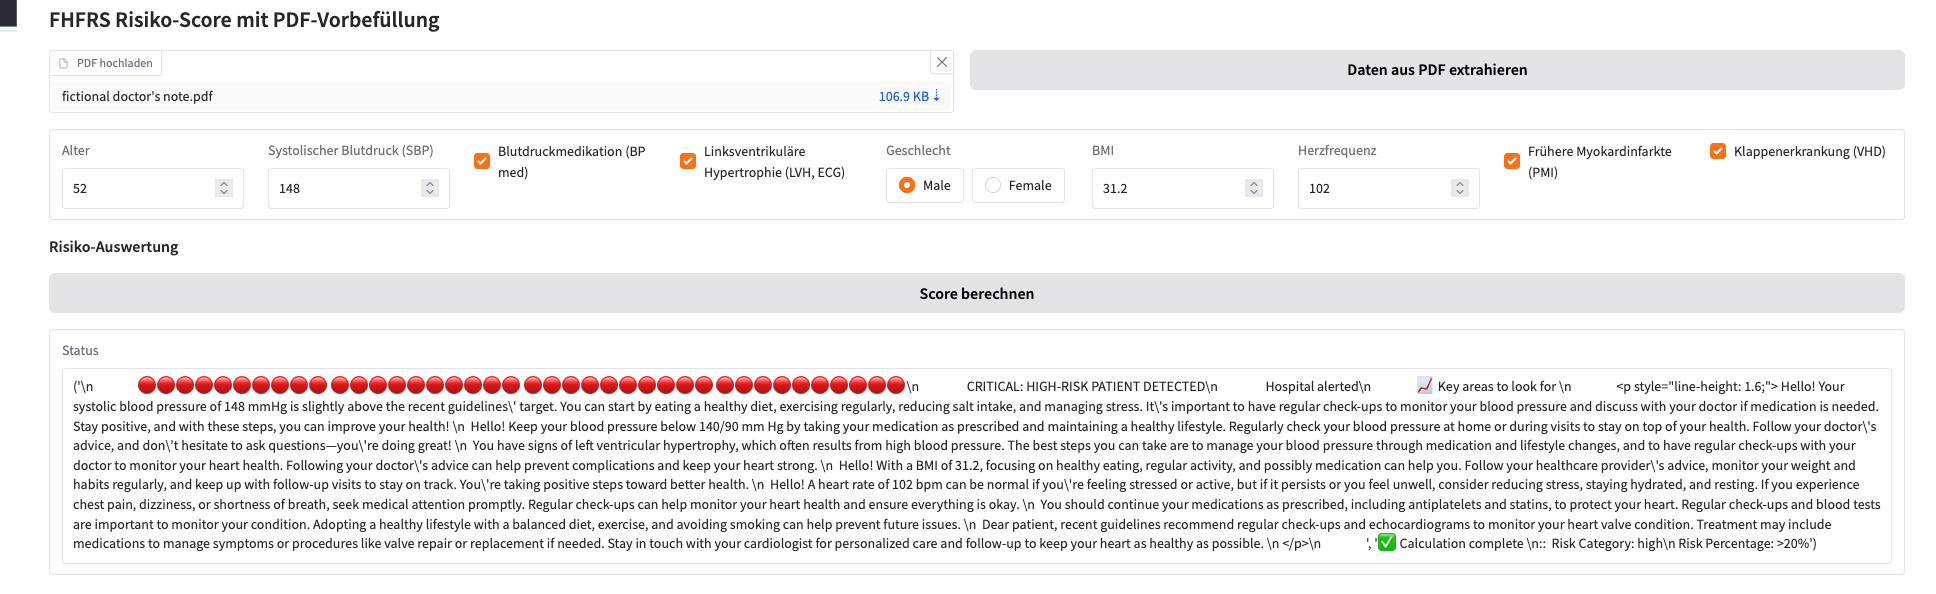 FHFRS Risiko-Score mit PDF-Vorbefüllung
PDF hochladen
Daten aus PDF extrahieren
fictional doctor's note.pdf
106.9 KB ↓
Alter
Systolischer Blutdruck (SBP)
Blutdruckmedikation (BP
med)
Linksventrikuläre
Hypertrophie (LVH, ECG)
Geschlecht
BMI
Herzfrequenz
Frühere Myokardinfarkte
(PMI)
Klappenerkrankung (VHD)
52
148
Male
Female
31.2
102
Risiko-Auswertung
Score berechnen
Status
('\n 🔴🔴🔴🔴🔴🔴🔴🔴🔴🔴🔴🔴🔴🔴🔴🔴🔴🔴🔴🔴🔴🔴🔴🔴🔴🔴🔴🔴🔴🔴🔴🔴🔴🔴🔴🔴🔴🔴🔴🔴\n CRITICAL: HIGH-RISK PATIENT DETECTED\n Hospital alerted\n 📈 Key areas to look for \n <p style="line-height: 1.6;"> Hello! Your
systolic blood pressure of 148 mmHg is slightly above the recent guidelines\' target. You can start by eating a healthy diet, exercising regularly, reducing salt intake, and managing stress. It\'s important to have regular check-ups to monitor your blood pressure and discuss with your doctor if medication is needed.
Stay positive, and with these steps, you can improve your health! \n Hello! Keep your blood pressure below 140/90 mm Hg by taking your medication as prescribed and maintaining a healthy lifestyle. Regularly check your blood pressure at home or during visits to stay on top of your health. Follow your doctor\'s
advice, and don\'t hesitate to ask questions—you\'re doing great! \n You have signs of left ventricular hypertrophy, which often results from high blood pressure. The best steps you can take are to manage your blood pressure through medication and lifestyle changes, and to have regular check-ups with your
doctor to monitor your heart health. Following your doctor\'s advice can help prevent complications and keep your heart strong. \n Hello! With a BMI of 31.2, focusing on healthy eating, regular activity, and possibly medication can help you. Follow your healthcare provider\'s advice, monitor your weight and
habits regularly, and keep up with follow-up visits to stay on track. You\'re taking positive steps toward better health. \n Hello! A heart rate of 102 bpm can be normal if you\'re feeling stressed or active, but if it persists or you feel unwell, consider reducing stress, staying hydrated, and resting. If you experience
chest pain, dizziness, or shortness of breath, seek medical attention promptly. Regular check-ups can help monitor your heart health and ensure everything is okay. \n You should continue your medications as prescribed, including antiplatelets and statins, to protect your heart. Regular check-ups and blood tests
are important to monitor your condition. Adopting a healthy lifestyle with a balanced diet, exercise, and avoiding smoking can help prevent future issues. \n Dear patient, recent guidelines recommend regular check-ups and echocardiograms to monitor your heart valve condition. Treatment may include
medications to manage symptoms or procedures like valve repair or replacement if needed. Stay in touch with your cardiologist for personalized care and follow-up to keep your heart as healthy as possible. \n </p>\n ', '✅ Calculation complete \n:: Risk Category: high\n Risk Percentage: >20%')